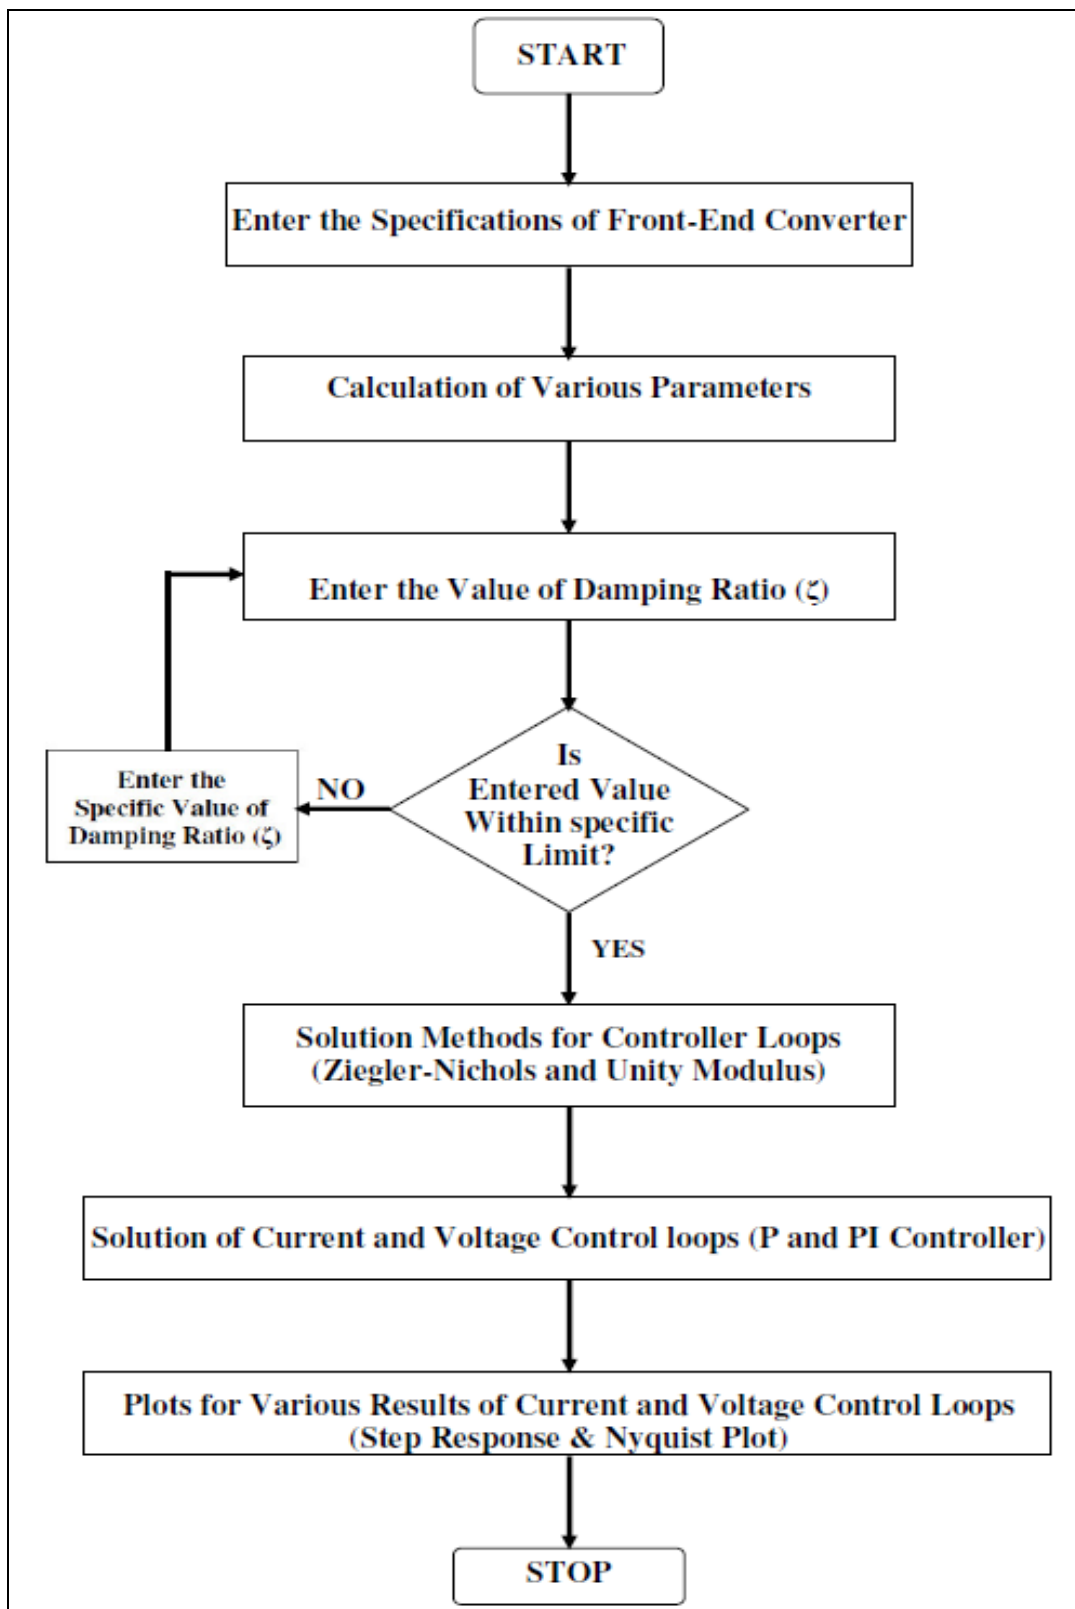 START
Enter the Specifications of Front-End Converter
Calculation of Various Parameters
Enter the Value of Damping Ratio (ζ)
Is
Entered Value
Within specific
Limit?
NO
Enter the
Specific Value of
Damping Ratio (ζ)
YES
Solution Methods for Controller Loops
(Ziegler-Nichols and Unity Modulus)
Solution of Current and Voltage Control loops (P and PI Controller)
Plots for Various Results of Current and Voltage Control Loops
(Step Response & Nyquist Plot)
STOP